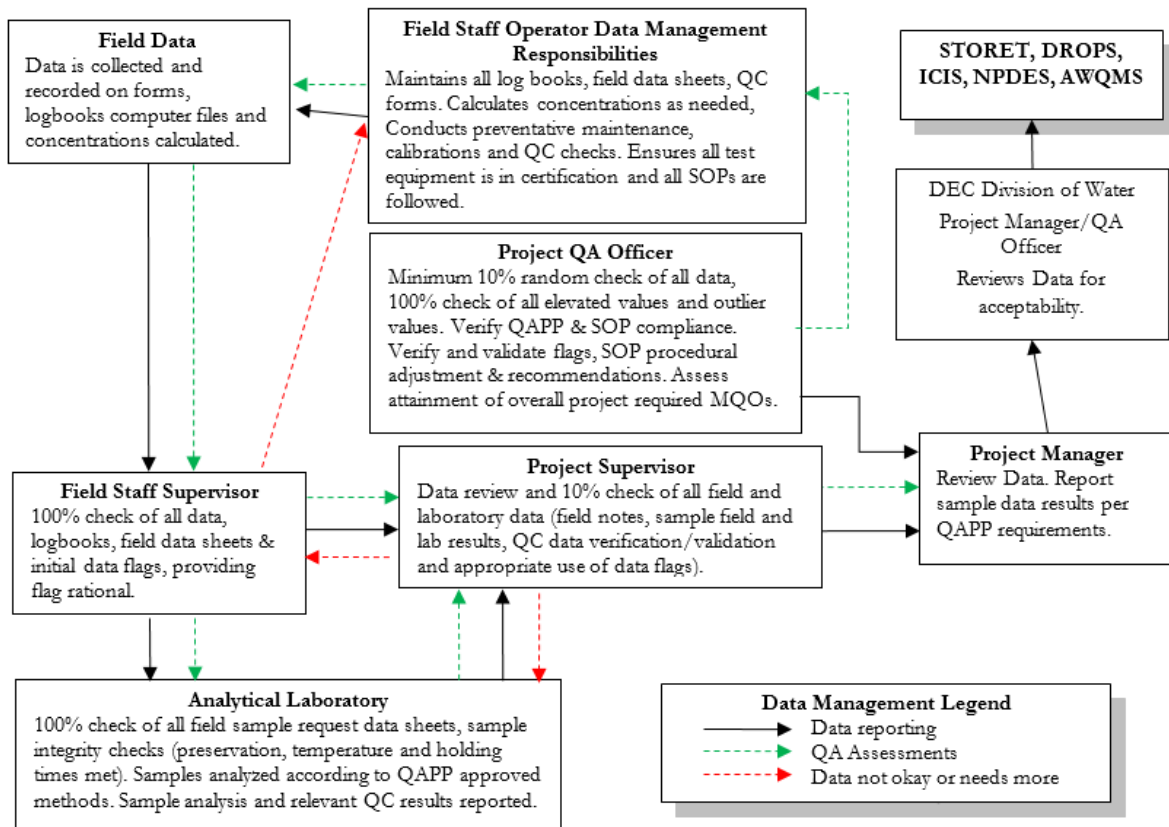 Field Data
Data is collected and
recorded on forms,
logbooks computer files and
concentrations calculated.
Field Staff Operator Data Management
Responsibilities
Maintains all log books, field data sheets, QC
forms. Calculates concentrations as needed,
Conducts preventative maintenance,
calibrations and QC checks. Ensures all test
equipment is in certification and all SOPs are
followed.
STORET, DROPS,
ICIS, NPDES, AWQMS
DEC Division of Water
Project Manager/QA
Officer
Reviews Data for
acceptability.
Project QA Officer
Minimum 10% random check of all data,
100% check of all elevated values and outlier
values. Verify QAPP & SOP compliance.
Verify and validate flags, SOP procedural
adjustment & recommendations. Assess
attainment of overall project required MQOs.
Field Staff Supervisor
100% check of all data,
logbooks, field data sheets &
initial data flags, providing
flag rational.
Project Supervisor
Data review and 10% check of all field and
laboratory data (field notes, sample field and
lab results, QC data verification/validation
and appropriate use of data flags).
Project Manager
Review Data. Report
sample data results per
QAPP requirements.
Analytical Laboratory
100% check of all field sample request data sheets, sample
integrity checks (preservation, temperature and holding
times met). Samples analyzed according to QAPP approved
methods. Sample analysis and relevant QC results reported.
Data Management Legend
Data reporting
QA Assessments
Data not okay or needs more